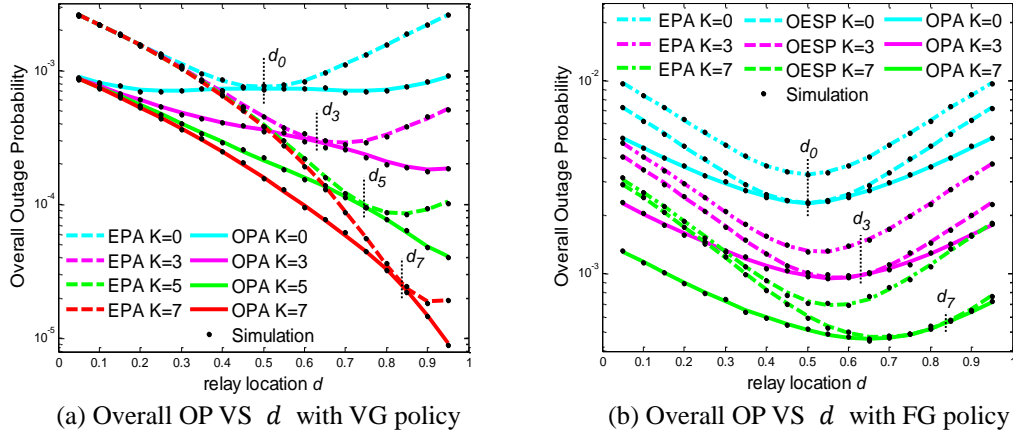 Overall Outage Probability
10^-3
10^-4
10^-5
d0
d3
d5
d7
EPA K=0 OPA K=0
EPA K=3 OPA K=3
EPA K=5 OPA K=5
EPA K=7 OPA K=7
Simulation
0 0.1 0.2 0.3 0.4 0.5 0.6 0.7 0.8 0.9 1
relay location d
(a) Overall OP VS d with VG policy
Overall Outage Probability
10^-2
10^-3
EPA K=0 OESP K=0 OPA K=0
EPA K=3 OESP K=3 OPA K=3
EPA K=7 OESP K=7 OPA K=7
Simulation
d0
d3
d7
0 0.1 0.2 0.3 0.4 0.5 0.6 0.7 0.8 0.9 1
relay location d
(b) Overall OP VS d with FG policy